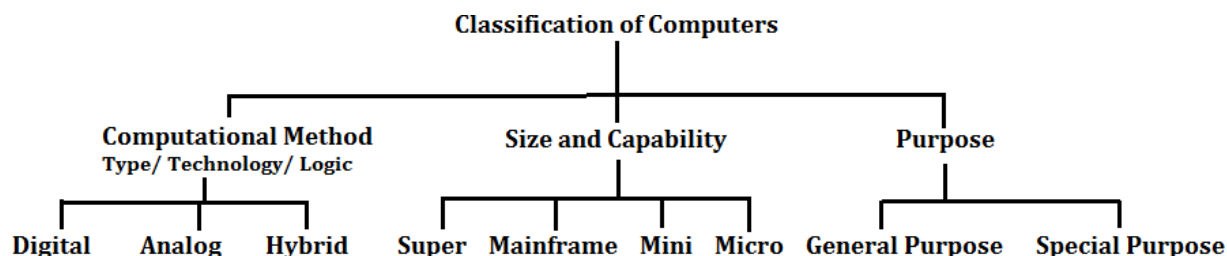 Classification of Computers
Computational Method
Type/ Technology/ Logic
Size and Capability
Purpose
Digital
Analog
Hybrid
Super
Mainframe
Mini
Micro
General Purpose
Special Purpose